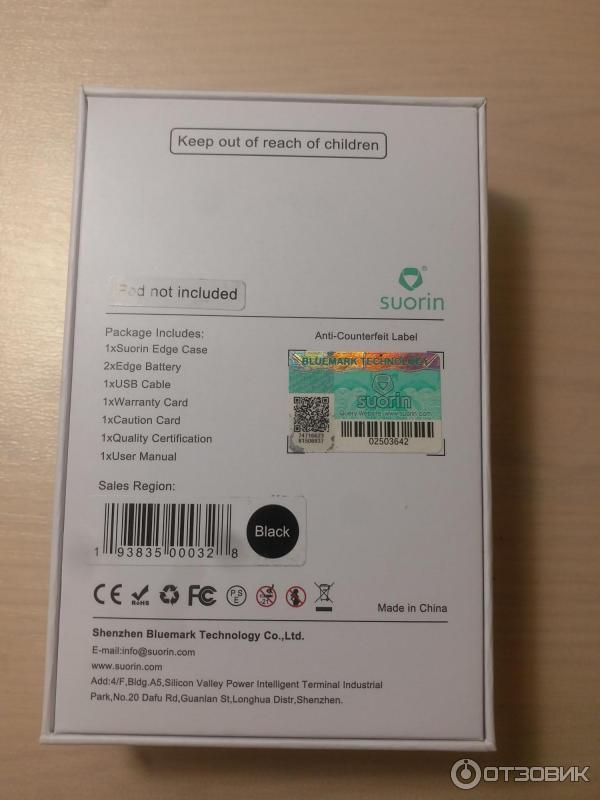 Keep out of reach of children
Pod not included
suorin
Package Includes:
1xSuorin Edge Case
2xEdge Battery
1xUSB Cable
1xWarranty Card
1xCaution Card
1xQuality Certification
1xUser Manual
Anti-Counterfeit Label
BLUEMARK TECHNOLOGY
suorin
Query Website: www.suorin.com
02503642
Sales Region:
1 93835 00032 8
Black
CE RoHS FC PSE
Made in China
Shenzhen Bluemark Technology Co.,Ltd.
E-mail:info@suorin.com
www.suorin.com
Add:4/F,Bldg.A5,Silicon Valley Power Intelligent Terminal Industrial
Park,No.20 Dafu Rd,Guanlan St,Longhua Distr,Shenzhen.
ОТЗОВИК